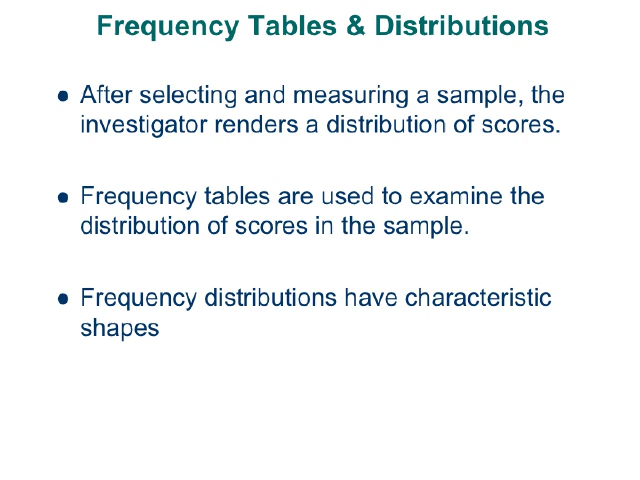 Frequency Tables & Distributions
● After selecting and measuring a sample, the
investigator renders a distribution of scores.
● Frequency tables are used to examine the
distribution of scores in the sample.
● Frequency distributions have characteristic
shapes